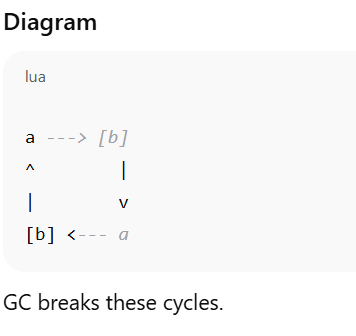 Diagram
lua
a ---> [b]
^        |
|        v
[b] <--- a
GC breaks these cycles.